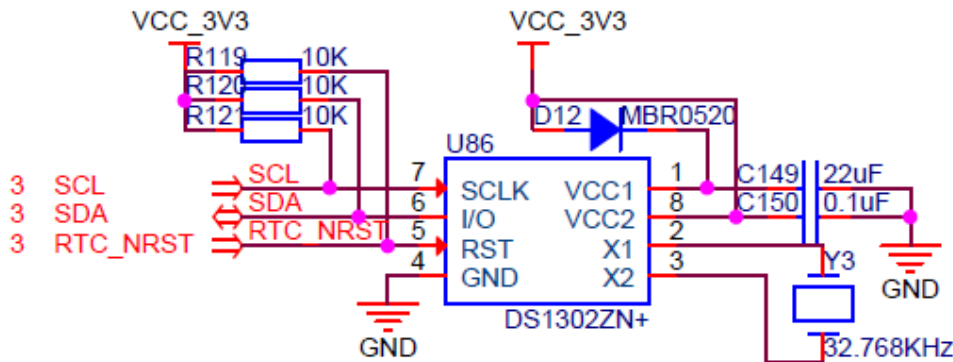 VCC_3V3
VCC_3V3
R119 10K
R120 10K
R121 10K
D12 MBR0520
U86
3 SCL SCL 7 SCLK VCC1 1 C149 22uF
3 SDA SDA 6 I/O VCC2 8 C150 0.1uF
3 RTC_NRST RTC_NRST 5 RST X1 2 Y3
4 GND X2 3 GND
DS1302ZN+
GND 32.768KHz